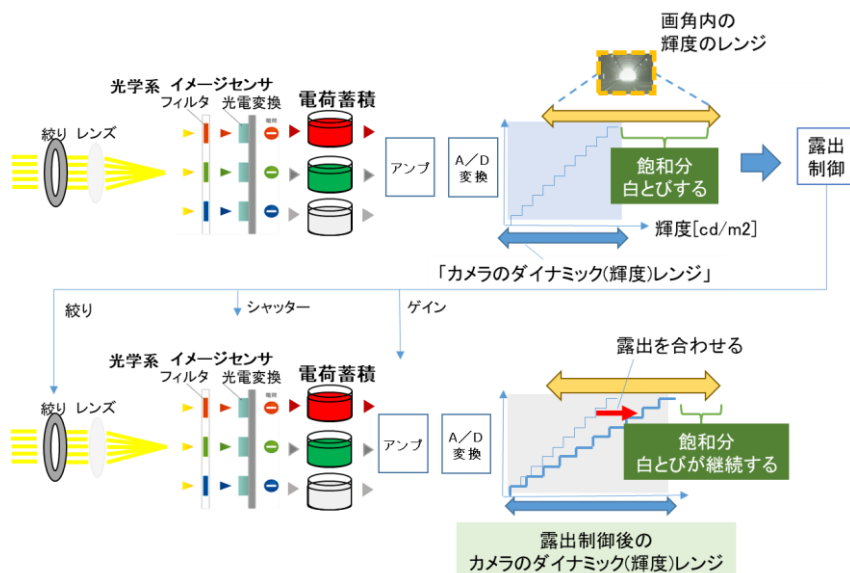 画角内の
輝度のレンジ
光学系 イメージセンサ
フィルタ 光電変換
電荷
電荷蓄積
絞り レンズ
アンプ
A/D
変換
飽和分
白とびする
露出
制御
輝度[cd/m2]
「カメラのダイナミック(輝度)レンジ」
絞り
シャッター
ゲイン
光学系 イメージセンサ
フィルタ 光電変換
電荷
電荷蓄積
露出を合わせる
絞り レンズ
アンプ
A/D
変換
飽和分
白とびが継続する
露出制御後の
カメラのダイナミック(輝度)レンジ